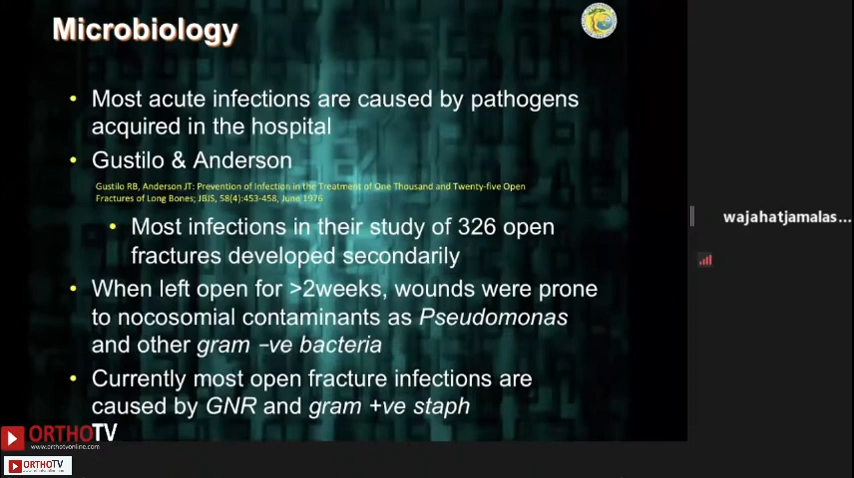 Microbiology
• Most acute infections are caused by pathogens
acquired in the hospital
• Gustilo & Anderson
Gustilo RB, Anderson JT: Prevention of Infection in the Treatment of One Thousand and Twenty-five Open
Fractures of Long Bones; JBJS, 58(4):453-458, June 1976
• Most infections in their study of 326 open
fractures developed secondarily
• When left open for >2weeks, wounds were prone
to nocosomial contaminants as Pseudomonas
and other gram –ve bacteria
• Currently most open fracture infections are
caused by GNR and gram +ve staph
wajahatjamalas...
ORTHOTV
www.orthotvonline.com
ORTHOTV